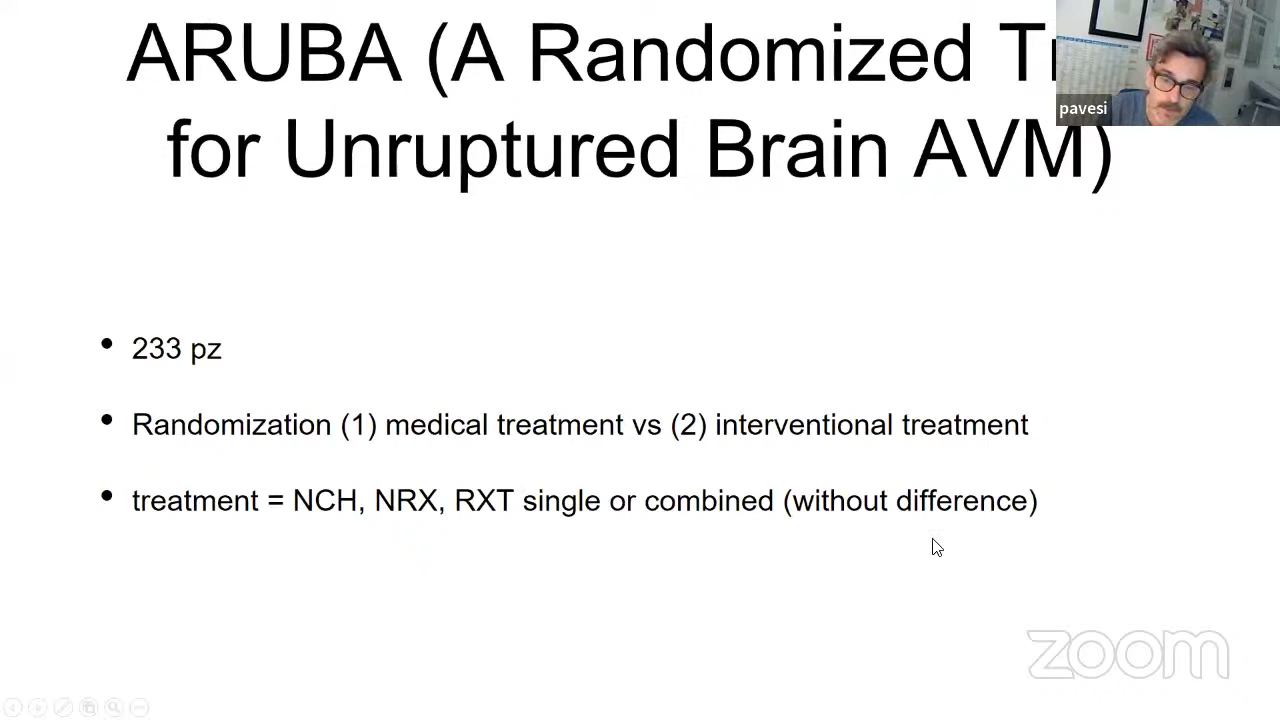 ARUBA (A Randomized
for Unruptured Brain AVM)
pavesi
• 233 pz
• Randomization (1) medical treatment vs (2) interventional treatment
• treatment = NCH, NRX, RXT single or combined (without difference)
zoom